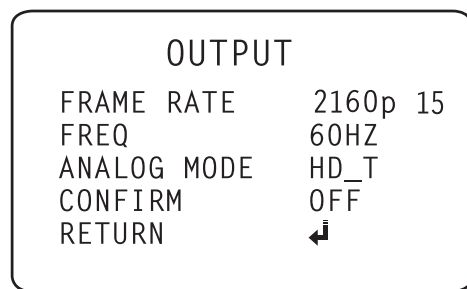 OUTPUT
FRAME RATE 2160p 15
FREQ 60HZ
ANALOG MODE HD_T
CONFIRM OFF
RETURN ↲